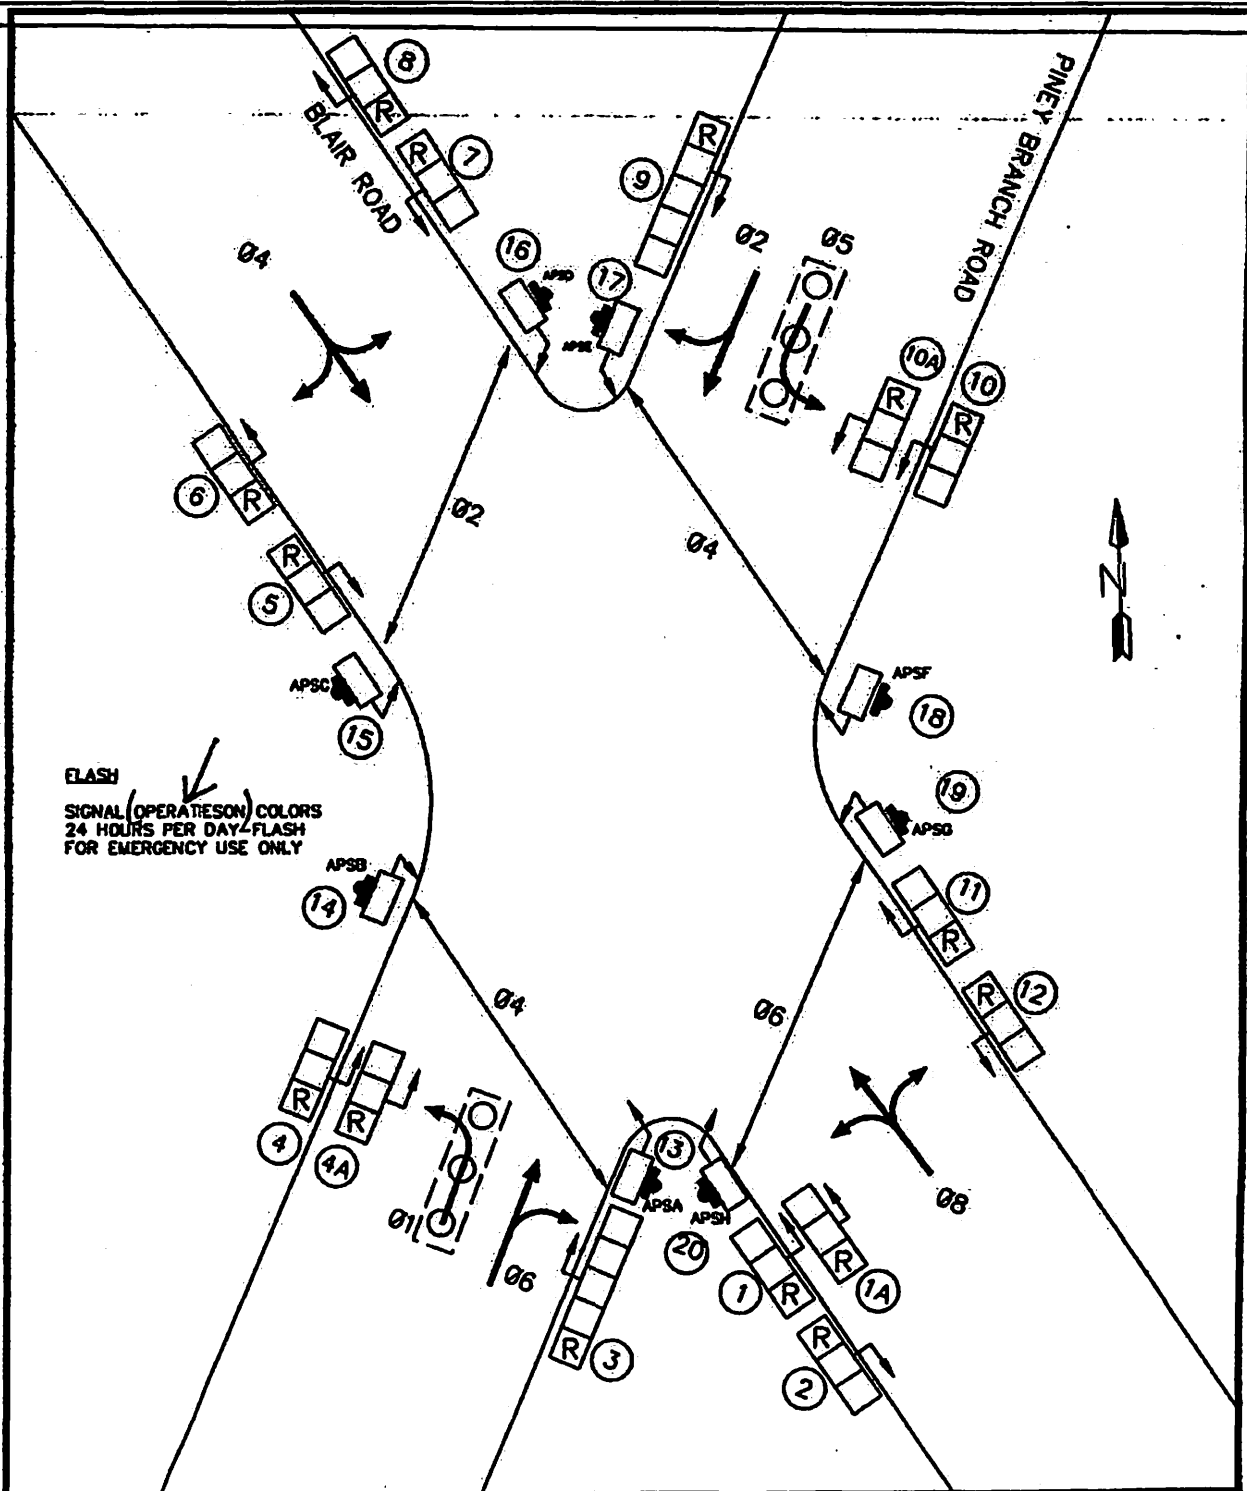 8
R
BLAIR ROAD
R
7
R
9
PINEY BRANCH ROAD
Ø4
16
APSD
17
APSE
Ø2
Ø5
10A
R
10
R
6
R
Ø2
Ø4
N
R
5
APSC
15
APSF
18
FLASH
SIGNAL (OPERATIESON) COLORS
24 HOURS PER DAY-FLASH
FOR EMERGENCY USE ONLY
19
APSG
APSB
14
11
R
R
12
Ø4
Ø6
R
4
R
4A
Ø1
Ø6
13
APSA
APSH
20
Ø8
R
3
R
1
R
1A
R
2